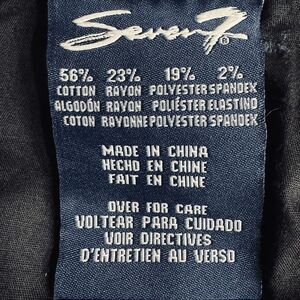 Seven7®
56% 23% 19% 2%
COTTON RAYON POLYESTER SPANDEX
ALGODÓN RAYON POLIÉSTER ELASTINO
COTON RAYONNE POLYESTER SPANDEX
MADE IN CHINA
HECHO EN CHINE
FAIT EN CHINE
OVER FOR CARE
VOLTEAR PARA CUIDADO
VOIR DIRECTIVES
D'ENTRETIEN AU VERSO